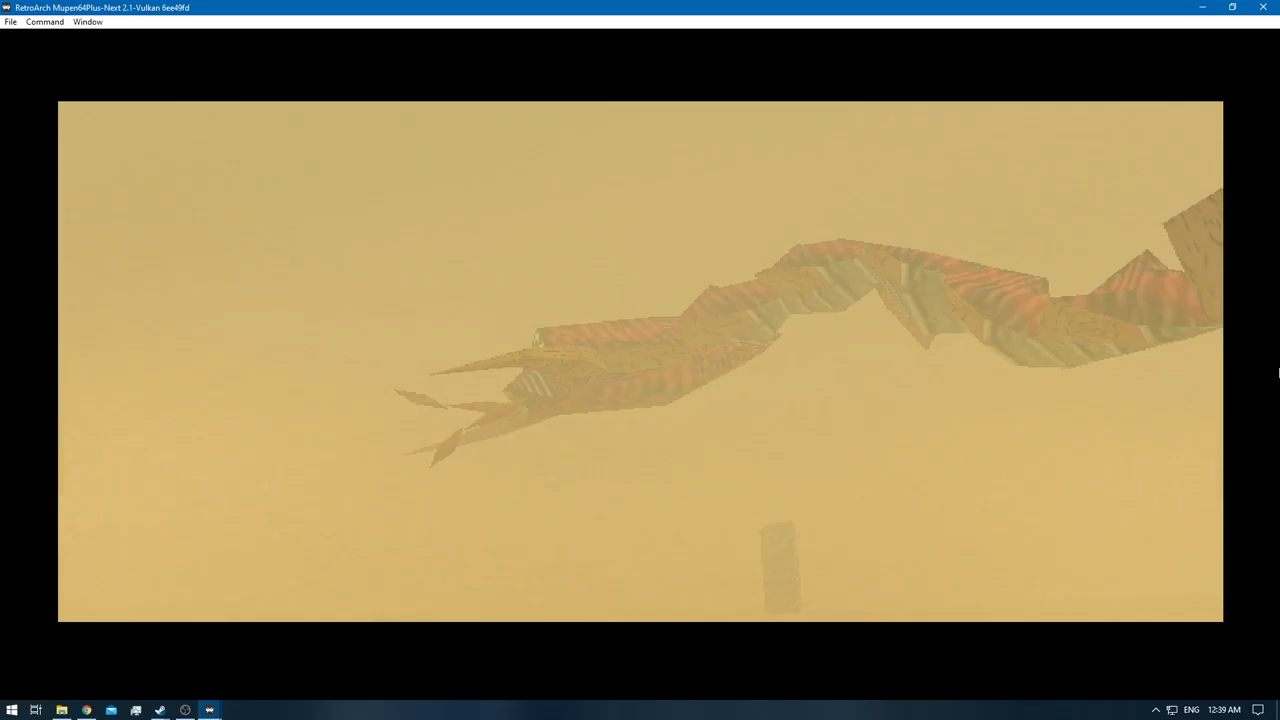 RetroArch Mupen64Plus-Next 2.1-Vulkan 6ee49fd
File Command Window
ENG 12:39 AM